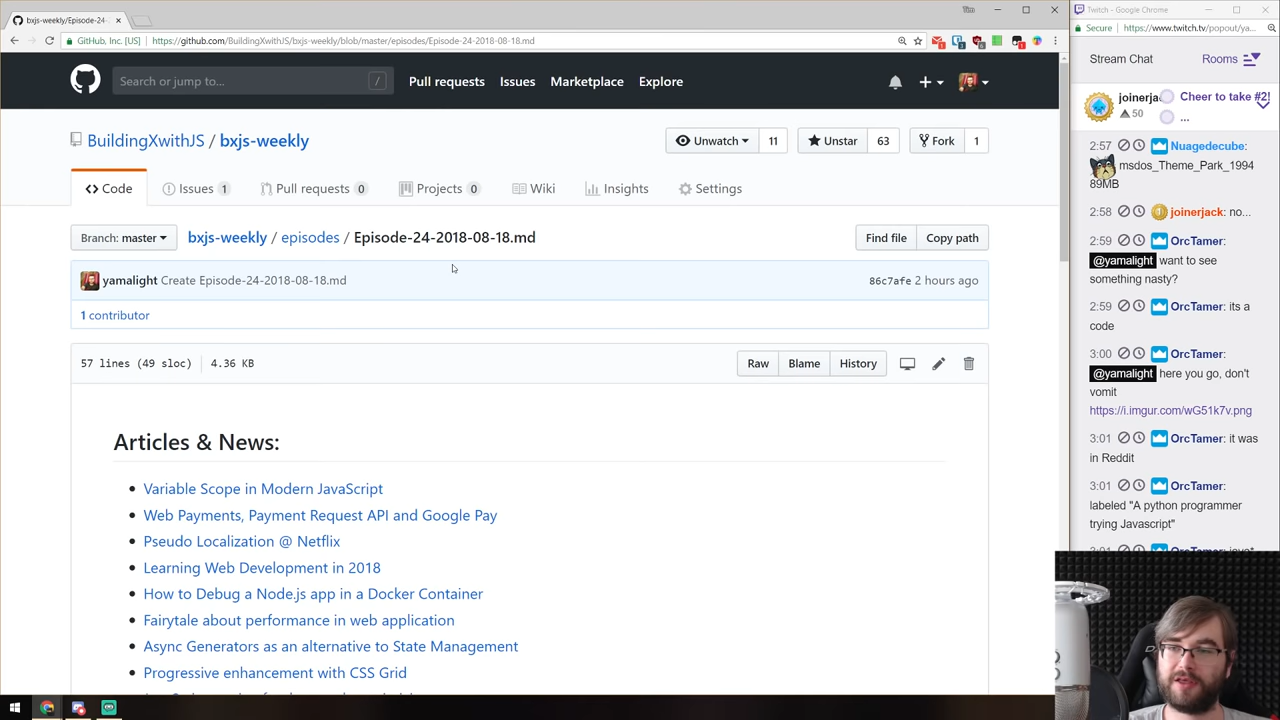 bxjs-weekly/Episode-24-
Tim
GitHub, Inc. [US]
https://github.com/BuildingXwithJS/bxjs-weekly/blob/master/episodes/Episode-24-2018-08-18.md
Search or jump to...
/
Pull requests
Issues
Marketplace
Explore
BuildingXwithJS / bxjs-weekly
Unwatch 11
Unstar 63
Fork 1
Code
Issues 1
Pull requests 0
Projects 0
Wiki
Insights
Settings
Branch: master
bxjs-weekly / episodes / Episode-24-2018-08-18.md
Find file
Copy path
yamalight Create Episode-24-2018-08-18.md
86c7afe 2 hours ago
1 contributor
57 lines (49 sloc)
4.36 KB
Raw
Blame
History
Articles & News:
Variable Scope in Modern JavaScript
Web Payments, Payment Request API and Google Pay
Pseudo Localization @ Netflix
Learning Web Development in 2018
How to Debug a Node.js app in a Docker Container
Fairytale about performance in web application
Async Generators as an alternative to State Management
Progressive enhancement with CSS Grid
Twitch - Google Chrome
Secure
https://www.twitch.tv/popout/ya...
Stream Chat
Rooms
joinerja
50
Cheer to take #2!
...
2:57 Nuagedecube:
msdos_Theme_Park_1994
89MB
2:58 joinerjack: no...
2:59 OrcTamer:
@yamalight want to see
something nasty?
2:59 OrcTamer: its a
code
3:00 OrcTamer:
@yamalight here you go, don't
vomit
https://i.imgur.com/wG51k7v.png
3:01 OrcTamer: it was
in Reddit
3:01 OrcTamer:
labeled "A python programmer
trying Javascript"